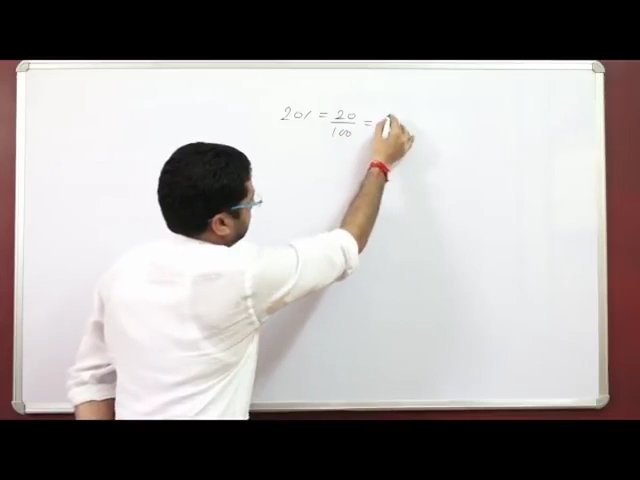 20% = 20/100 =